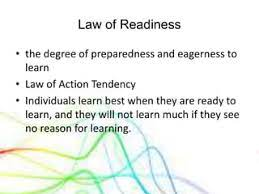 Law of Readiness
• the degree of preparedness and eagerness to
learn
• Law of Action Tendency
• Individuals learn best when they are ready to
learn, and they will not learn much if they see
no reason for learning.